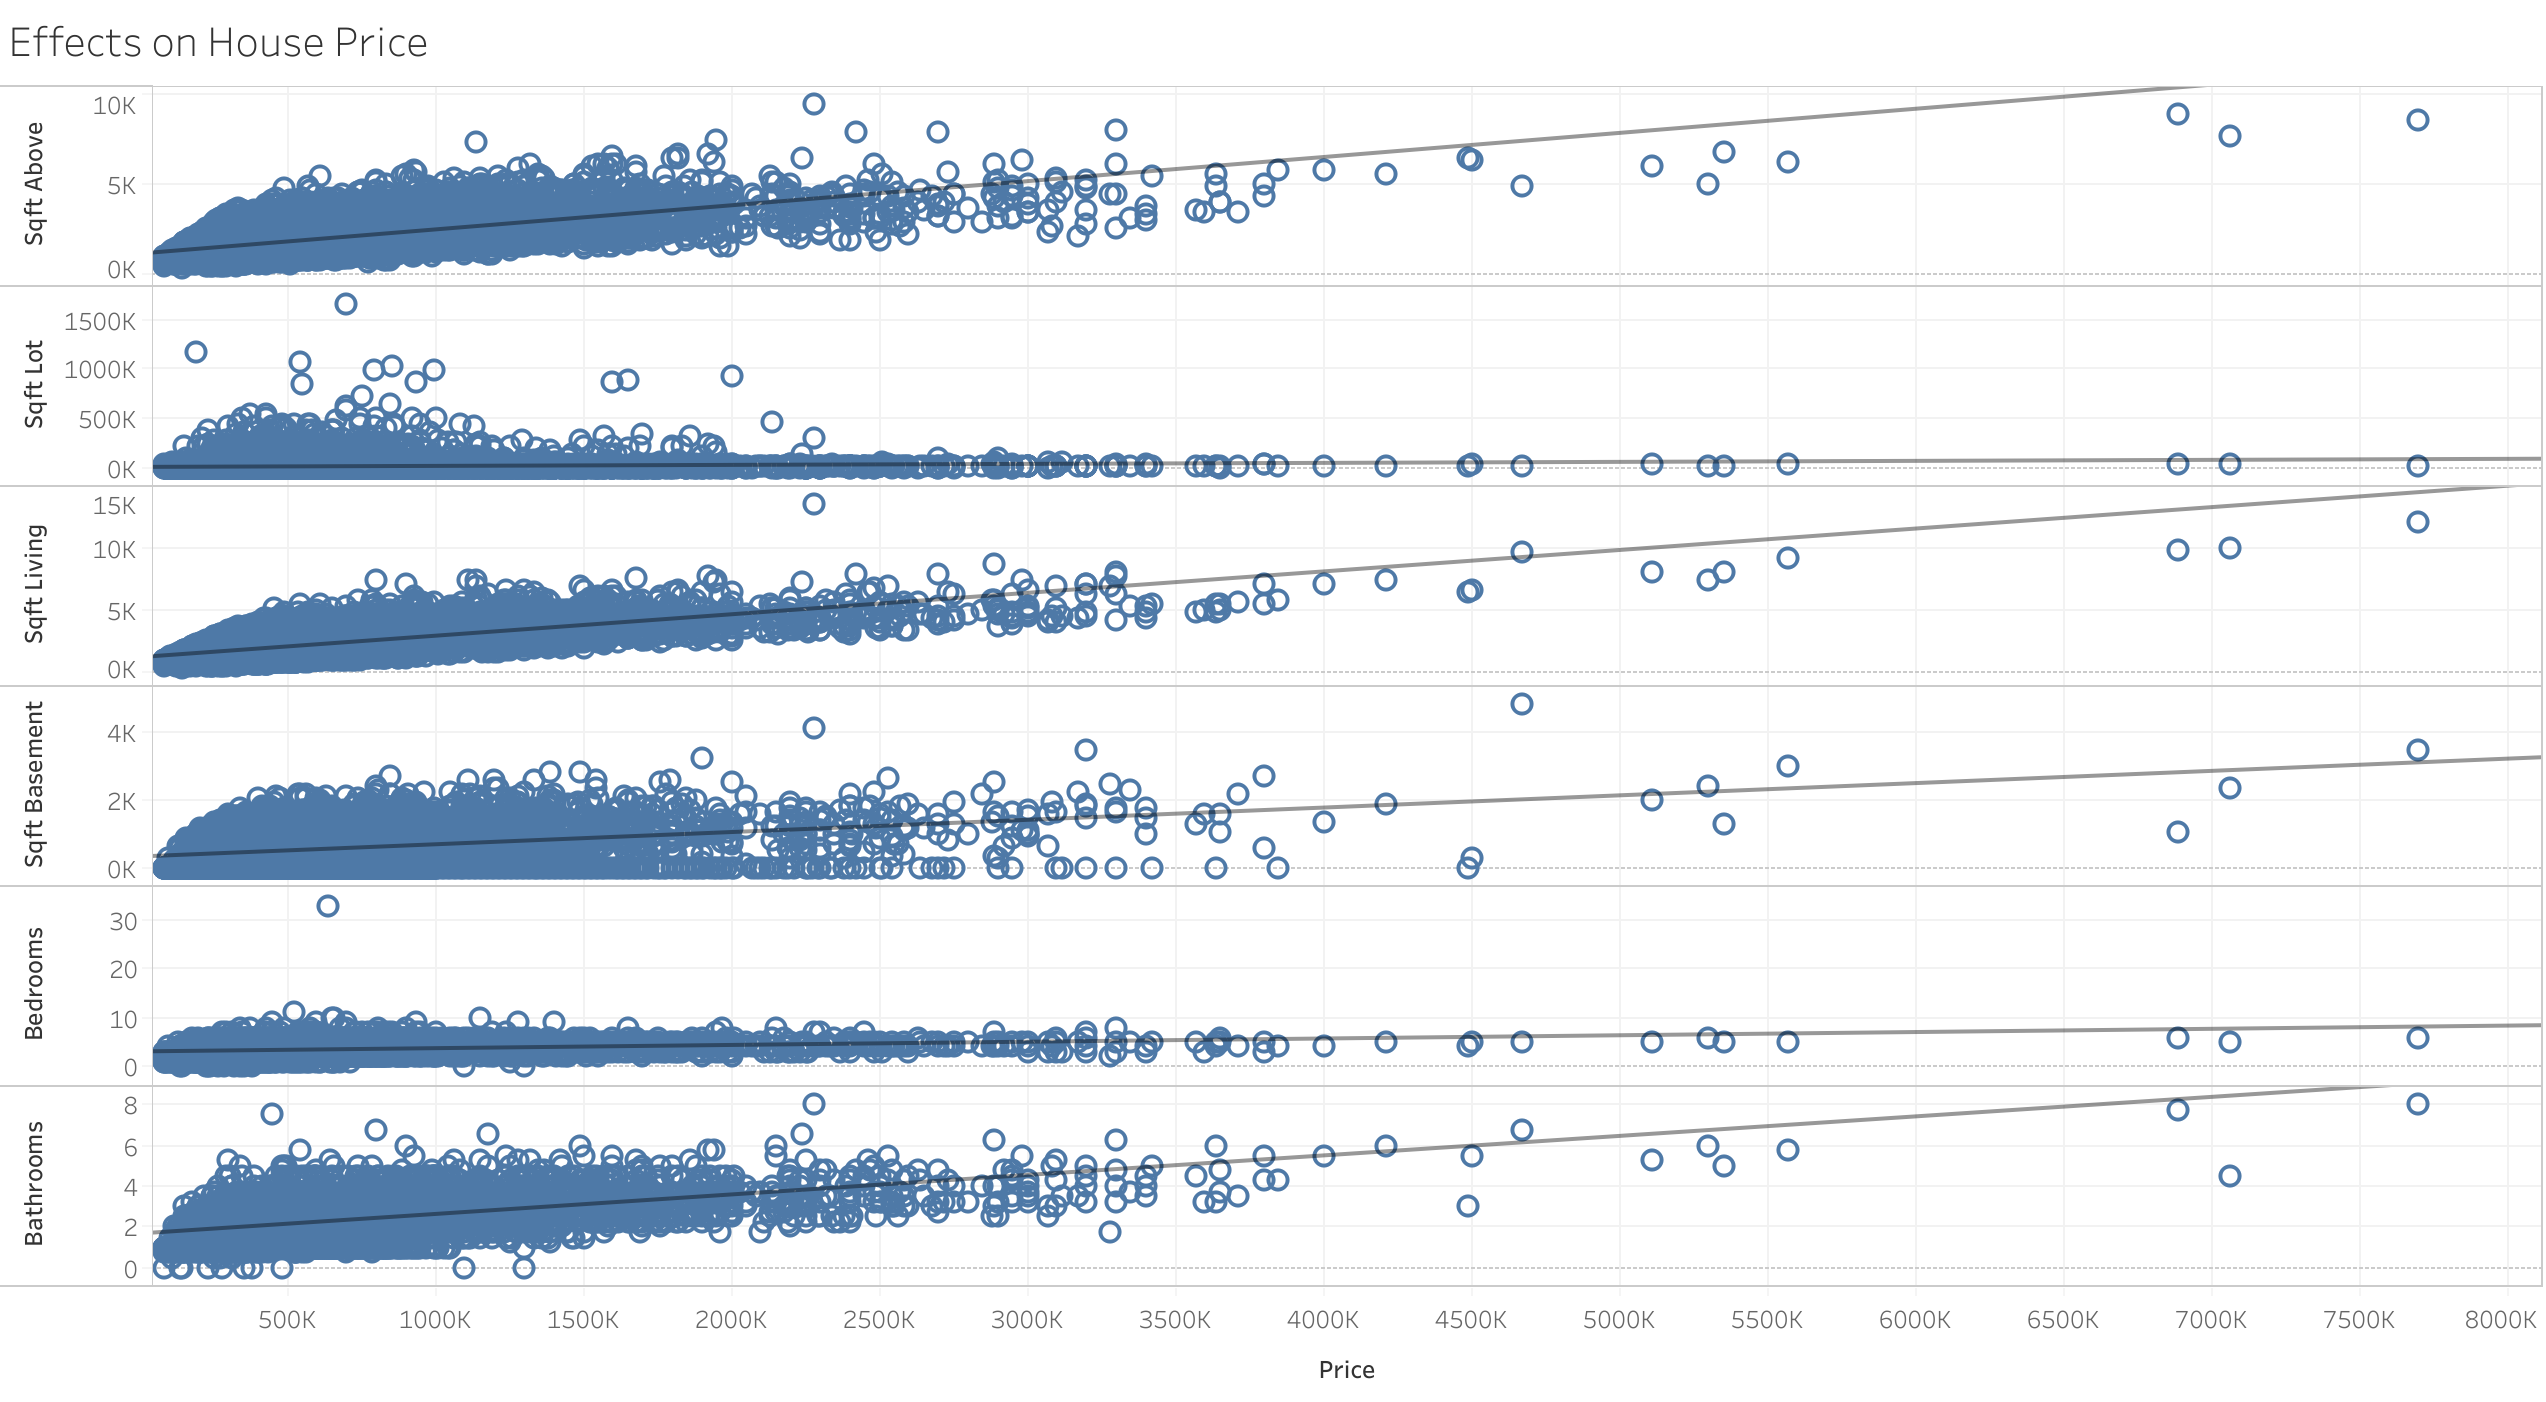 Effects on House Price
Sqft Above
10K
5K
0K
Sqft Lot
1500K
1000K
500K
0K
Sqft Living
15K
10K
5K
0K
Sqft Basement
4K
2K
0K
Bedrooms
30
20
10
0
Bathrooms
8
6
4
2
0
500K 1000K 1500K 2000K 2500K 3000K 3500K 4000K 4500K 5000K 5500K 6000K 6500K 7000K 7500K 8000K
Price